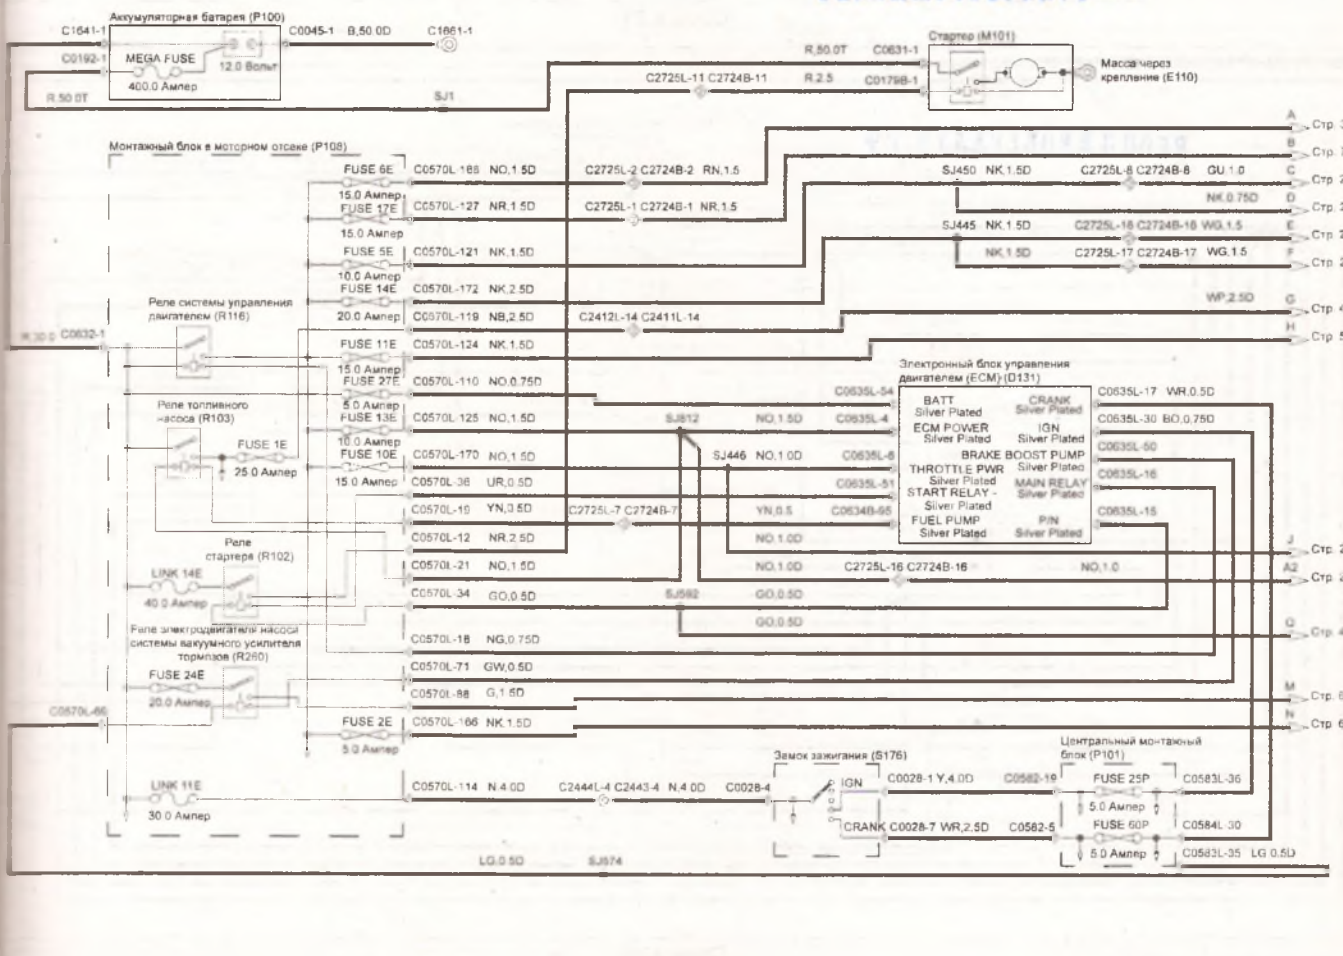 Аккумуляторная батарея (P100)
C1641-1
C0192-1
MEGA FUSE
400.0 Ампер
12.0 Вольт
C0045-1 B,50.0D C1661-1
R,50.0T
SJ1
Стартер (M101)
R,50.0T C0631-1
C2725L-11 C2724B-11 R,2.5 C0179B-1
Масса через
крепление (E110)
Монтажный блок в моторном отсеке (P108)
FUSE 6E
15.0 Ампер
NO,1.5D C2725L-2 C2724B-2 RN,1.5
A
FUSE 17E
15.0 Ампер
C0570L-127 NR,1.5D C2725L-1 C2724B-1 NR,1.5
B
SJ450 NK,1.5D C2725L-8 C2724B-8 GU,1.0
C
NK,0.75D
D
SJ445 NK,1.5D C2725L-18 C2724B-18 WG,1.5
E
NK,1.5D C2725L-17 C2724B-17 WG,1.5
F
FUSE 5E
10.0 Ампер
C0570L-121 NK,1.5D
FUSE 14E
20.0 Ампер
C0570L-172 NK,2.5D
C0570L-119 NB,2.5D C2412L-14 C2411L-14
WP,2.5D
G
H
Реле системы управления
двигателем (R116)
C0632-1
FUSE 11E
15.0 Ампер
C0570L-124 NK,1.5D
FUSE 27E
5.0 Ампер
C0570L-110 NO,0.75D
FUSE 13E
10.0 Ампер
C0570L-125 NO,1.5D SJ812 NO,1.5D C0635L-4
FUSE 10E
15.0 Ампер
C0570L-170 NO,1.5D SJ446 NO,1.0D C0635L-6
Реле топливного
насоса (R103)
FUSE 1E
25.0 Ампер
C0570L-36 UR,0.5D C0635L-51
C0570L-19 YN,0.5D C2725L-7 C2724B-7 YN,0.5 C0634B-95
Электронный блок управления
двигателем (ECM) (D131)
C0635L-54
BATT
Silver Plated
ECM POWER
Silver Plated
THROTTLE PWR
Silver Plated
START RELAY -
Silver Plated
FUEL PUMP
Silver Plated
CRANK
Silver Plated
IGN
Silver Plated
BRAKE BOOST PUMP
Silver Plated
MAIN RELAY
Silver Plated
P/N
Silver Plated
C0635L-17 WR,0.5D
C0635L-30 BO,0.75D
C0635L-50
C0635L-16
C0635L-15
Реле
стартера (R102)
LINK 14E
40.0 Ампер
C0570L-12 NR,2.5D NO,1.0D
J
C0570L-21 NO,1.5D NO,1.0D C2725L-16 C2724B-16 NO,1.0
A2
C0570L-34 GO,0.5D SJ592 GO,0.5D
GO,0.5D
Q
Реле электродвигателя насоса
системы вакуумного усилителя
тормозов (R260)
C0570L-18 NG,0.75D
FUSE 24E
20.0 Ампер
C0570L-71 GW,0.5D
C0570L-88 G,1.5D
M
C0570L-66
FUSE 2E
5.0 Ампер
C0570L-166 NK,1.5D
N
Центральный монтажный
блок (P101)
Замок зажигания (S176)
LINK 11E
30.0 Ампер
C0570L-114 N,4.0D C2444L-4 C2443-4 N,4.0D C0028-4
IGN
C0028-1 Y,4.0D C0582-19
FUSE 25P
5.0 Ампер
C0583L-36
CRANK C0028-7 WR,2.5D C0582-5
FUSE 60P
5.0 Ампер
C0584L-30
C0583L-35 LG,0.5D
LG,0.5D SJ574